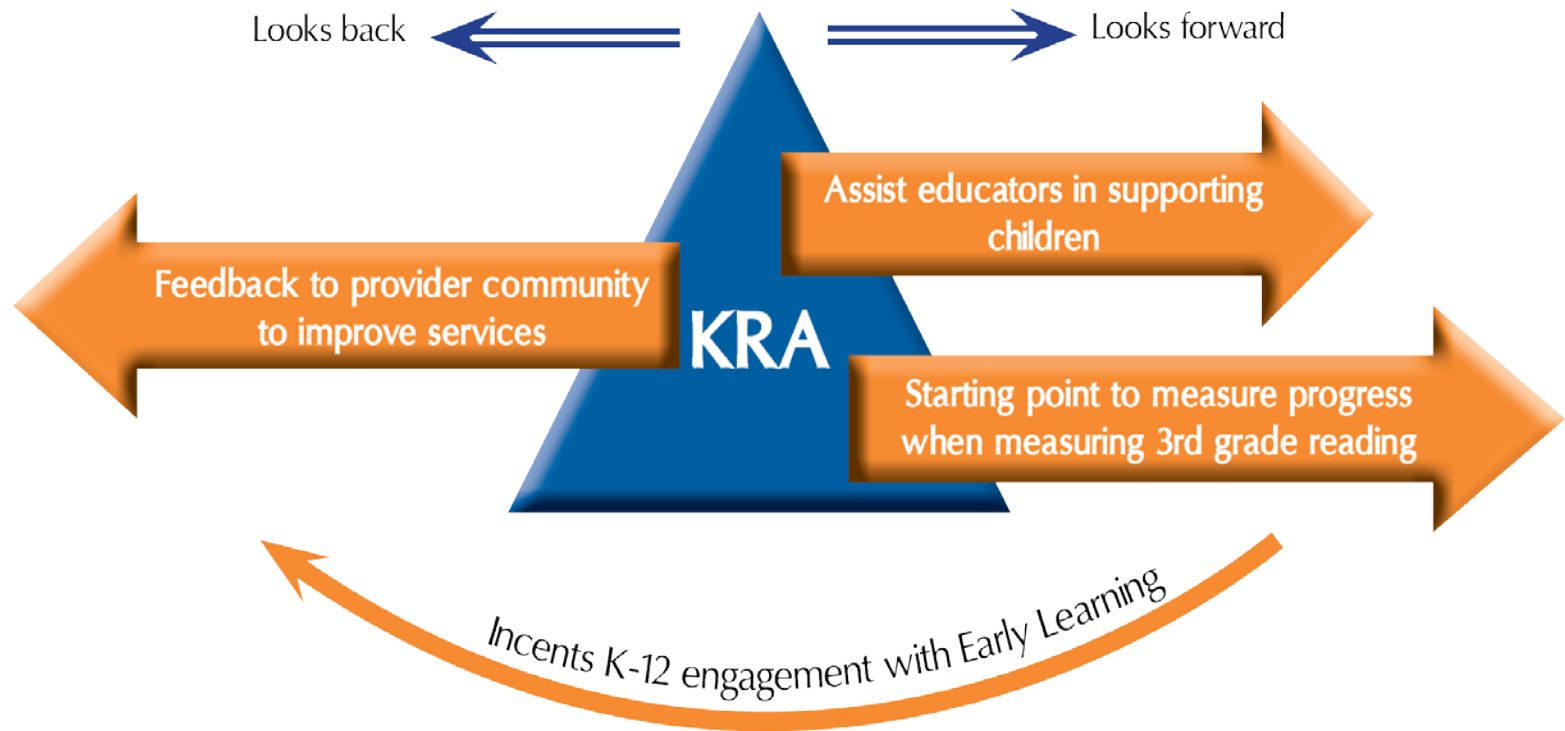 Looks back
Looks forward
Assist educators in supporting
children
Feedback to provider community
to improve services
KRA
Starting point to measure progress
when measuring 3rd grade reading
Incents K-12 engagement with Early Learning